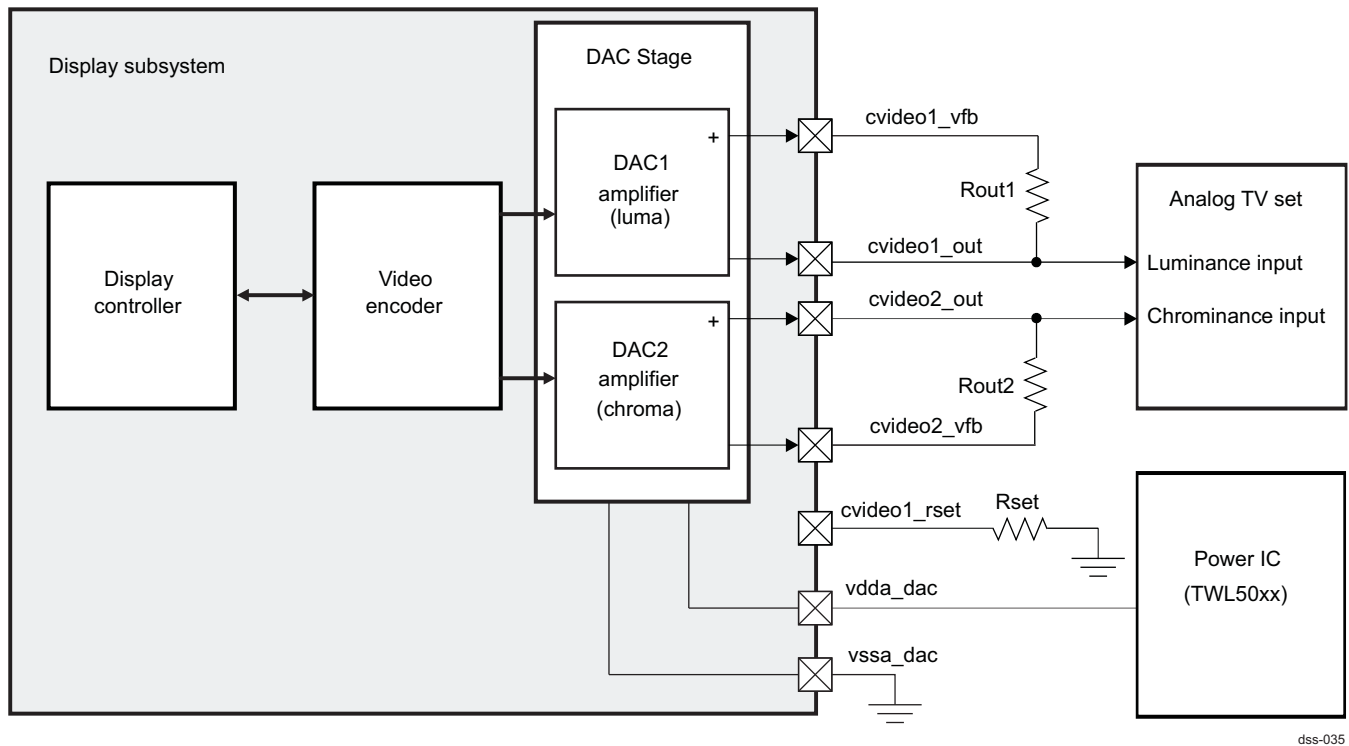 Display subsystem
DAC Stage
Display
controller
Video
encoder
+
DAC1
amplifier
(luma)
+
DAC2
amplifier
(chroma)
cvideo1_vfb
Rout1
cvideo1_out
cvideo2_out
Rout2
cvideo2_vfb
cvideo1_rset
Rset
vdda_dac
vssa_dac
Analog TV set
Luminance input
Chrominance input
Power IC
(TWL50xx)
dss-035